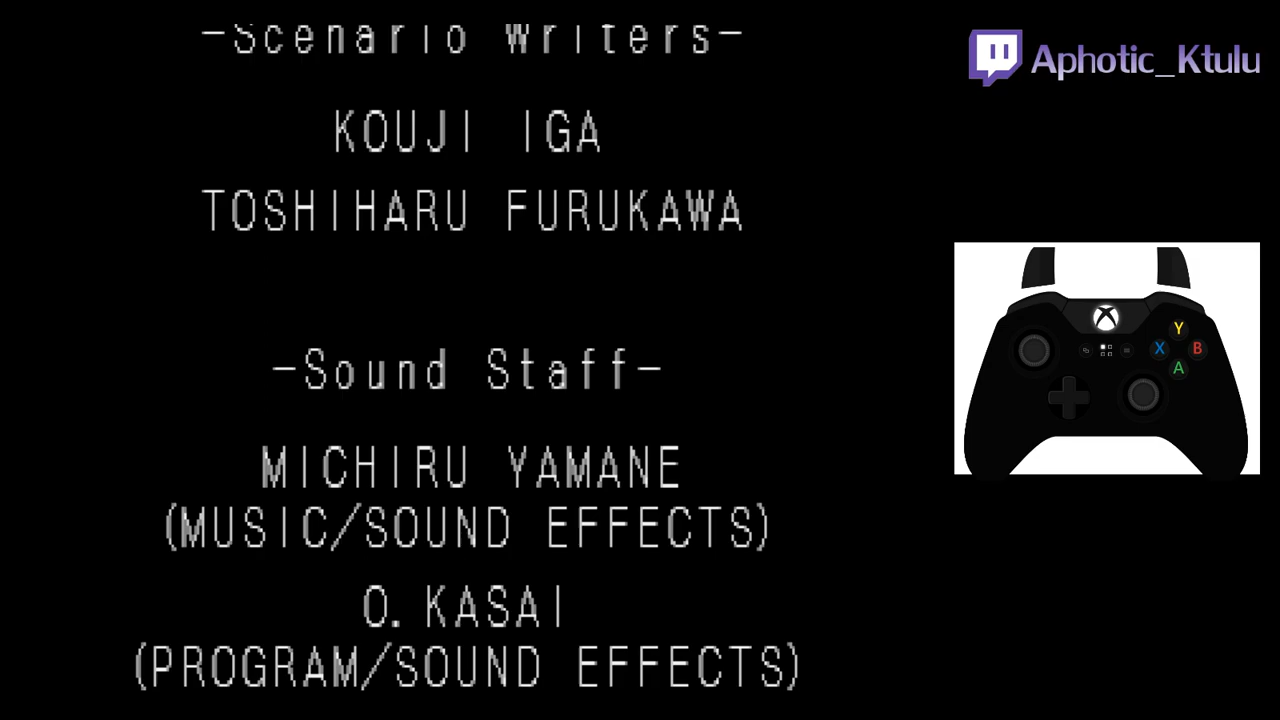 -Scenario Writers-
KOUJI IGA
TOSHIHARU FURUKAWA
-Sound Staff-
MICHIRU YAMANE
(MUSIC/SOUND EFFECTS)
O. KASAI
(PROGRAM/SOUND EFFECTS)
Aphotic_Ktulu
Y
X B
A